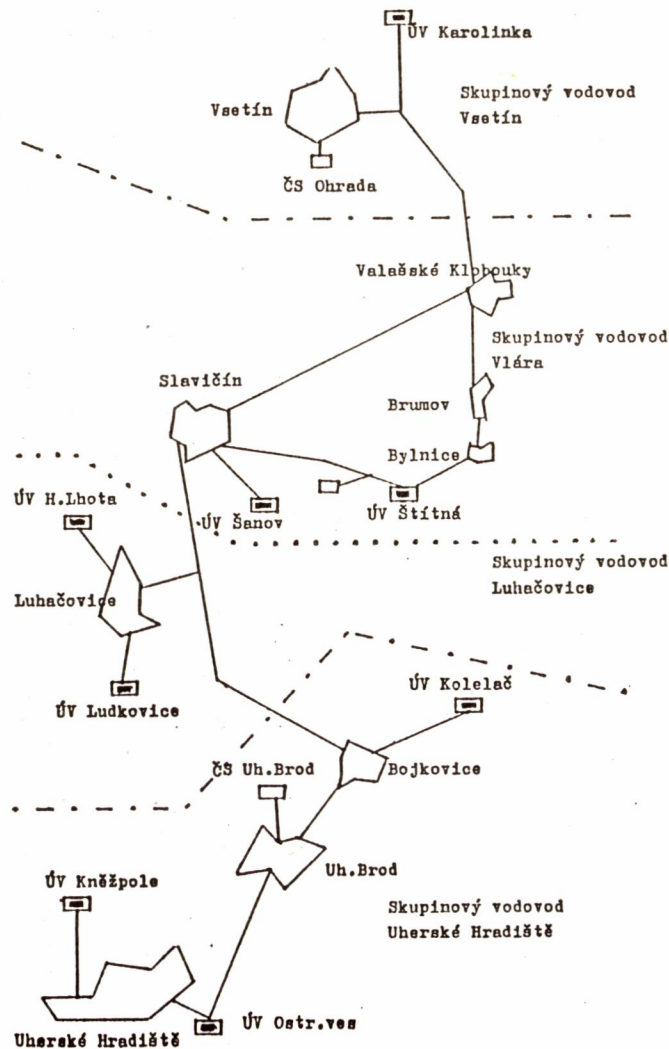 ÚV Karolinka
Vsetín
Skupinový vodovod
Vsetín
ČS Ohrada
Valašské Klobouky
Skupinový vodovod
Vlára
Slavičín
Brumov
Bylnice
ÚV H.Lhota
ÚV Šanov
ÚV Štítná
Skupinový vodovod
Luhačovice
Luhačovice
ÚV Kolelač
ÚV Ludkovice
ČS Uh.Brod
Bojkovice
Uh.Brod
ÚV Kněžpole
Skupinový vodovod
Uherské Hradiště
ÚV Ostr.ves
Uherské Hradiště